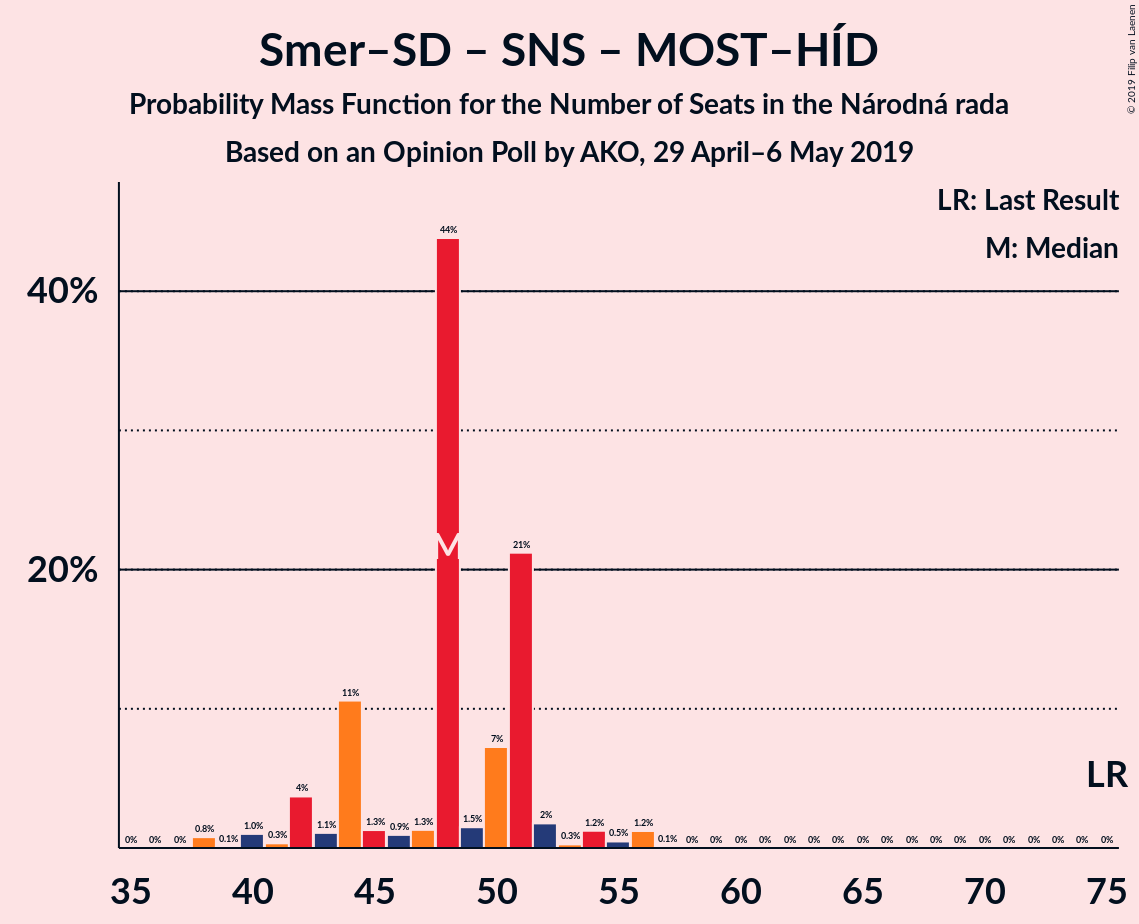 Smer–SD – SNS – MOST–HÍD
Probability Mass Function for the Number of Seats in the Národná rada
Based on an Opinion Poll by AKO, 29 April–6 May 2019
© 2019 Filip van Laenen
LR: Last Result
M: Median
40%
20%
0% 0% 0% 0.8% 0.1% 1.0% 0.3% 4% 1.1% 11% 1.3% 0.9% 1.3% 44% 1.5% 7% 21% 2% 0.3% 1.2% 0.5% 1.2% 0.1% 0% 0% 0% 0% 0% 0% 0% 0% 0% 0% 0% 0% 0% 0% 0% 0% 0% 0%
M
LR
35 40 45 50 55 60 65 70 75